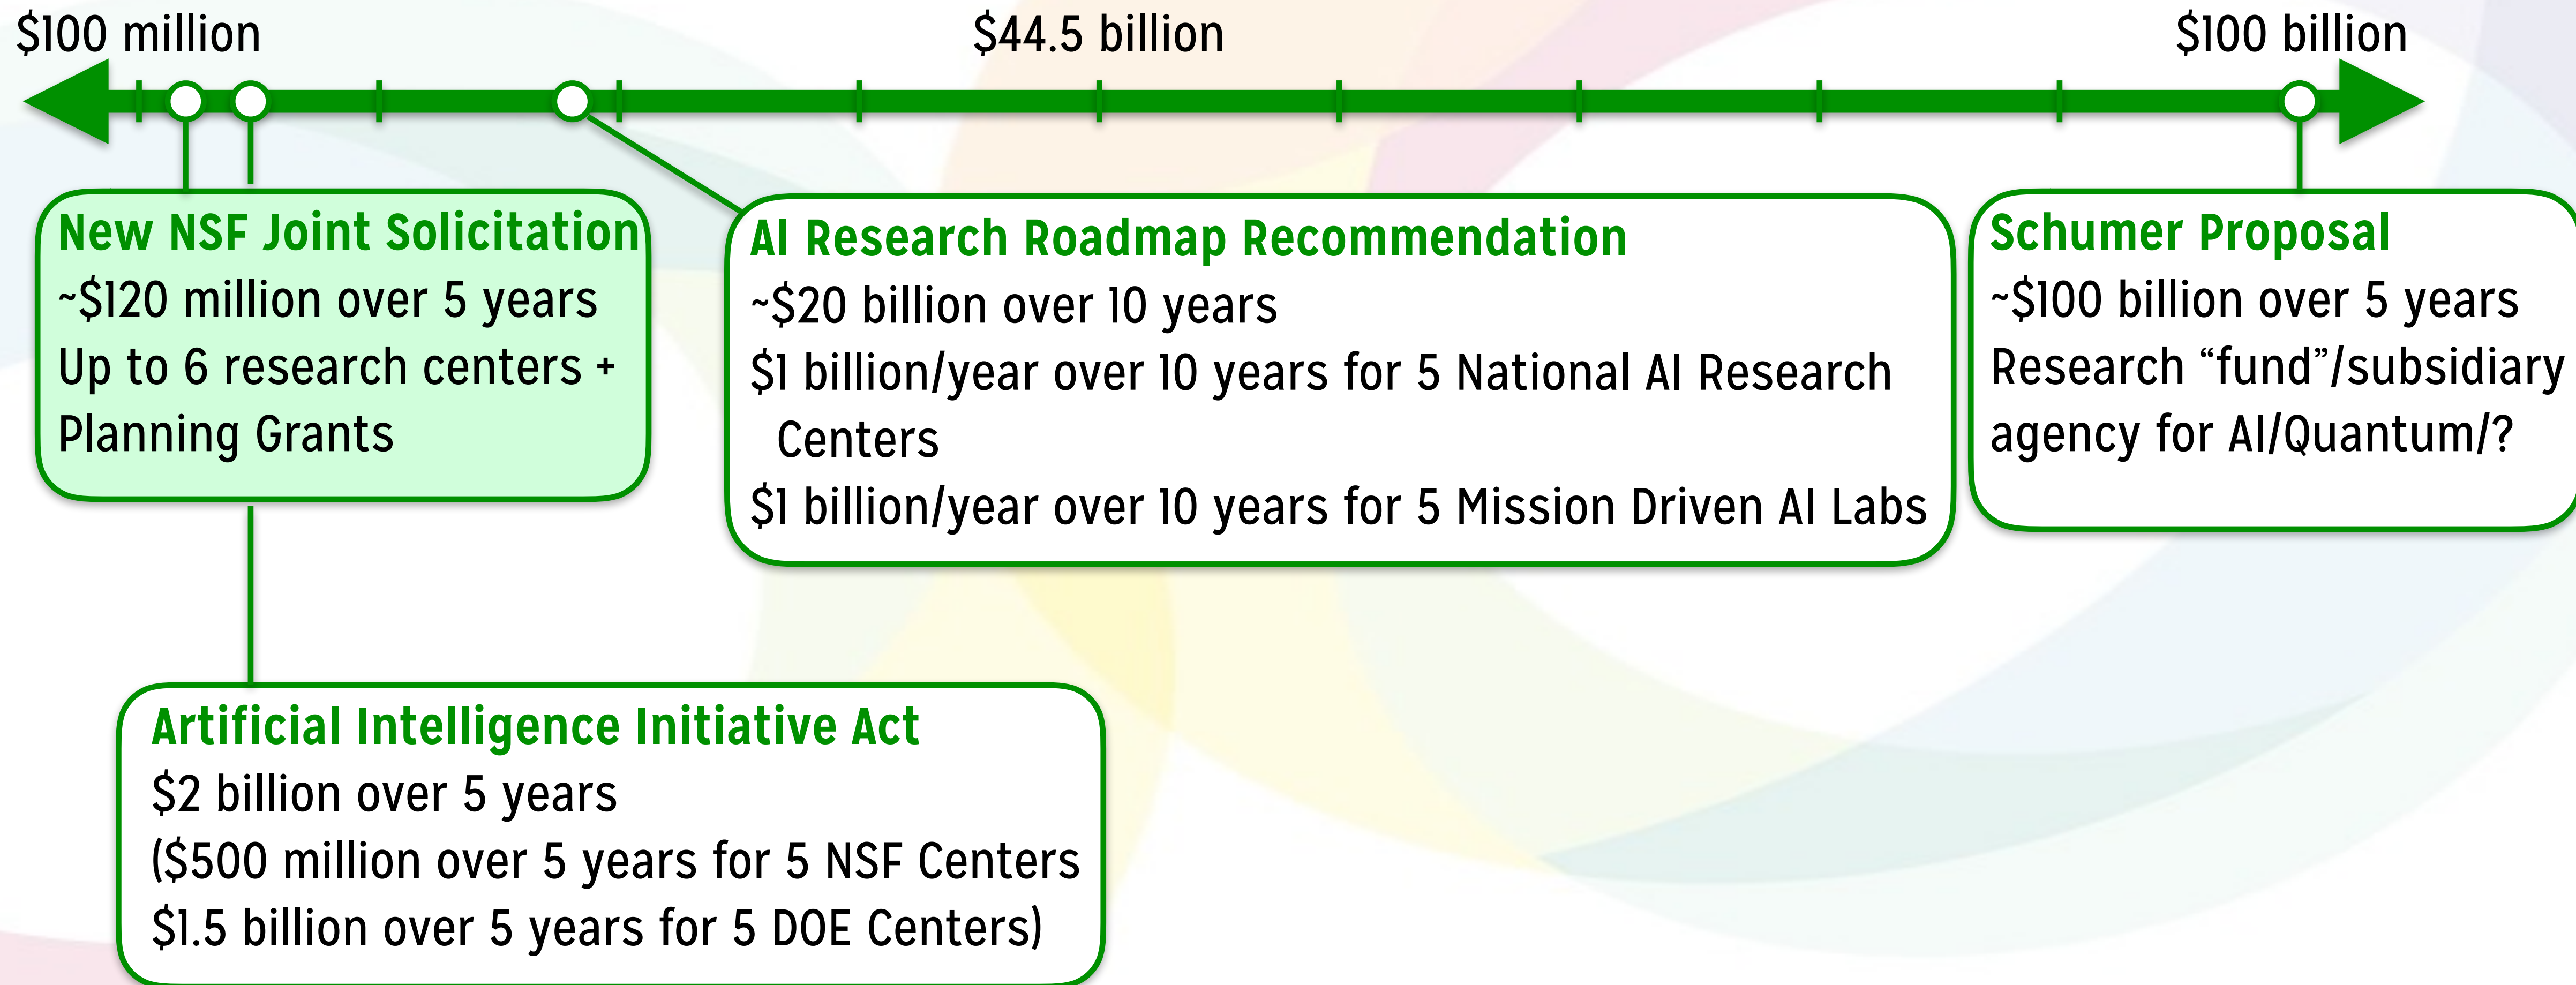 $100 million
$44.5 billion
$100 billion
New NSF Joint Solicitation
~$120 million over 5 years
Up to 6 research centers +
Planning Grants
AI Research Roadmap Recommendation
~$20 billion over 10 years
$1 billion/year over 10 years for 5 National AI Research
Centers
$1 billion/year over 10 years for 5 Mission Driven AI Labs
Schumer Proposal
~$100 billion over 5 years
Research “fund”/subsidiary
agency for AI/Quantum/?
Artificial Intelligence Initiative Act
$2 billion over 5 years
($500 million over 5 years for 5 NSF Centers
$1.5 billion over 5 years for 5 DOE Centers)